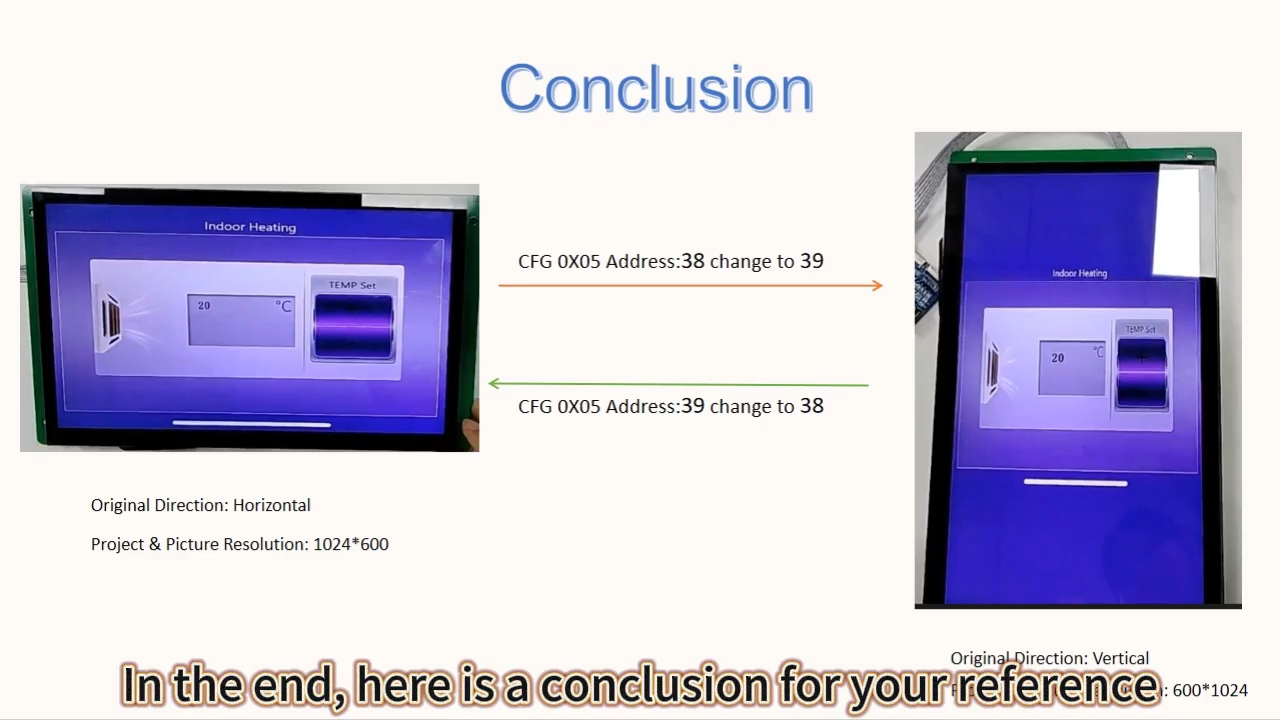 Conclusion
Indoor Heating
TEMP Set
20 °C
CFG 0X05 Address:38 change to 39
CFG 0X05 Address:39 change to 38
Indoor Heating
TEMP Set
20 °C
+
Original Direction: Horizontal
Project & Picture Resolution: 1024*600
Original Direction: Vertical
: 600*1024
In the end, here is a conclusion for your reference